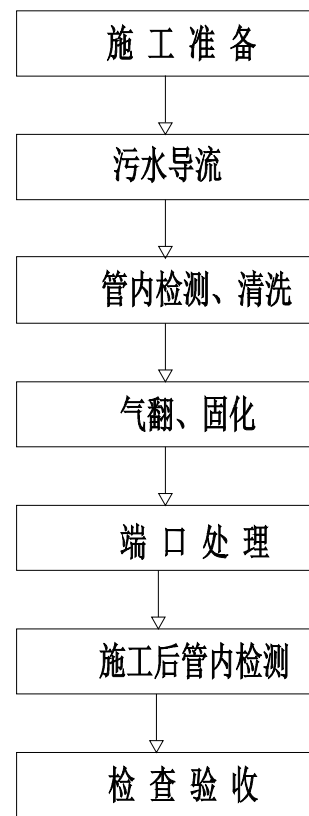 施工准备
污水导流
管内检测、清洗
气翻、固化
端口处理
施工后管内检测
检查验收